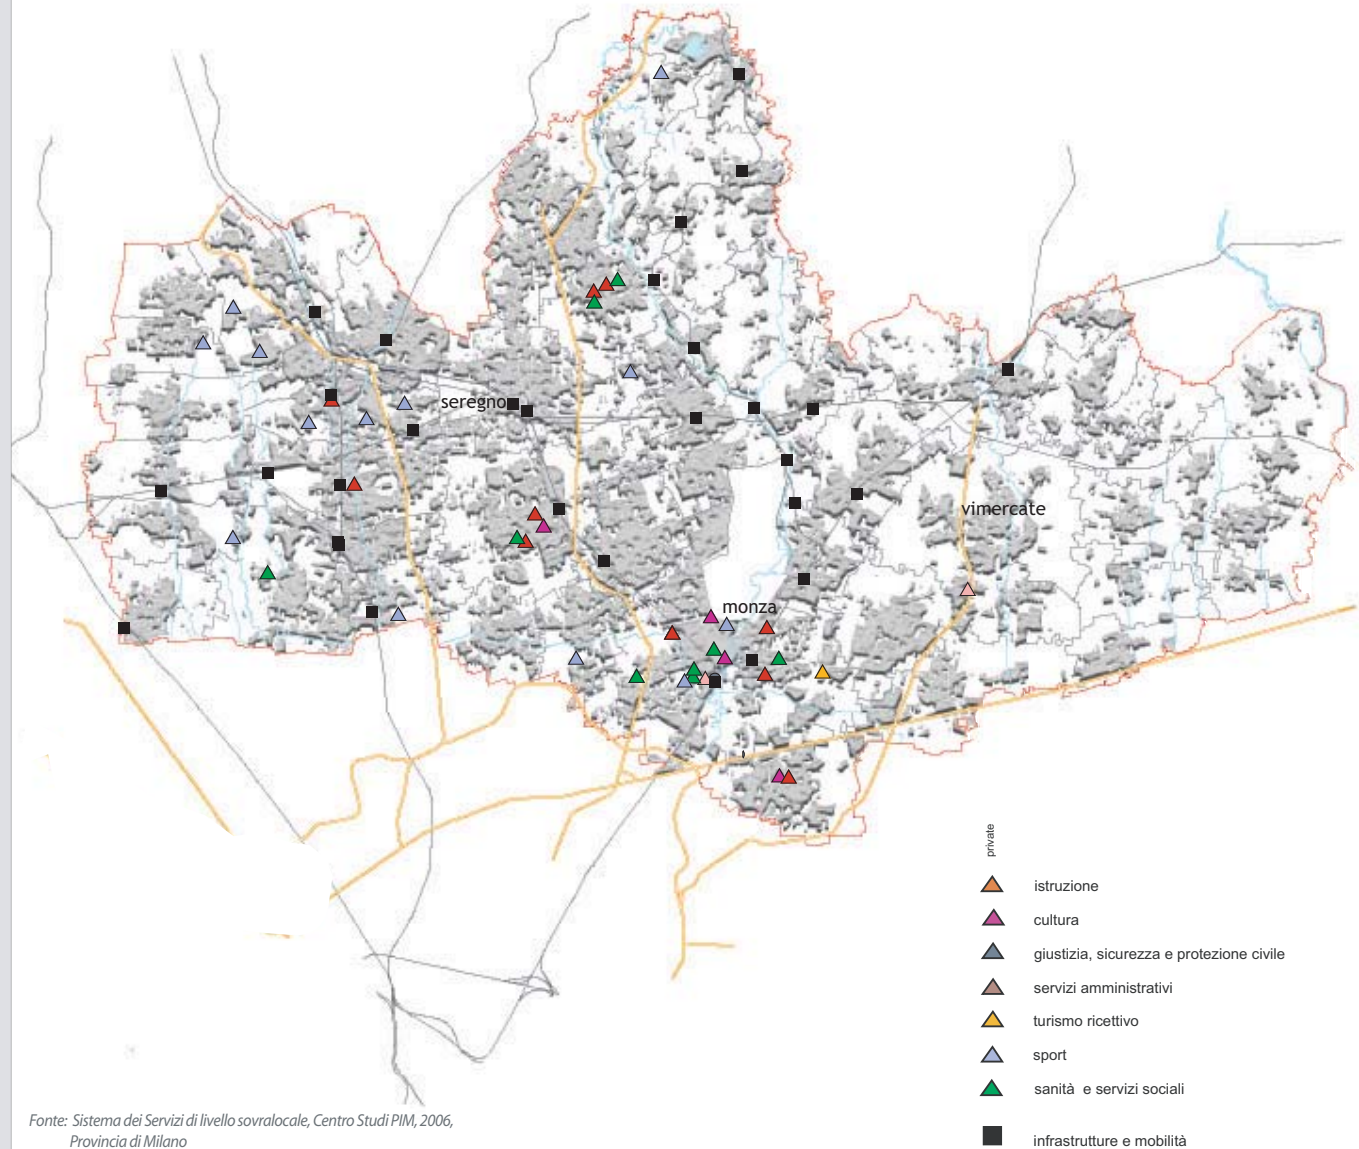 seregno
vimercate
monza
private
istruzione
cultura
giustizia, sicurezza e protezione civile
servizi amministrativi
turismo ricettivo
sport
sanità e servizi sociali
infrastrutture e mobilità
Fonte: Sistema dei Servizi di livello sovralocale, Centro Studi PIM, 2006,
Provincia di Milano